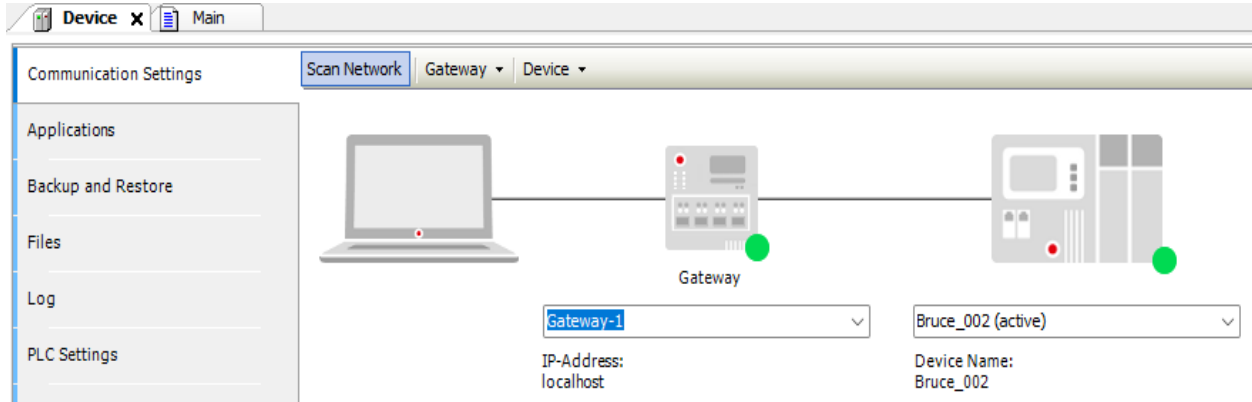 Device Main
Communication Settings
Scan Network Gateway Device
Applications
Backup and Restore
Files
Log
PLC Settings
Gateway
Gateway-1
Bruce_002 (active)
IP-Address:
localhost
Device Name:
Bruce_002